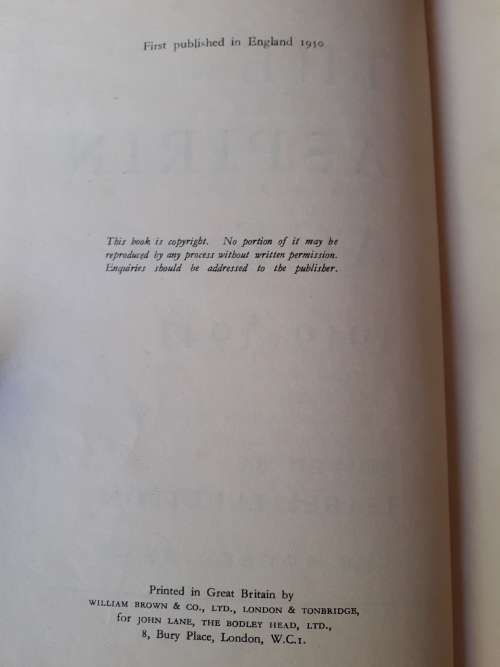 First published in England 1950
This book is copyright. No portion of it may be
reproduced by any process without written permission.
Enquiries should be addressed to the publisher.
Printed in Great Britain by
WILLIAM BROWN & CO., LTD., LONDON & TONBRIDGE,
for JOHN LANE, THE BODLEY HEAD, LTD.,
8, Bury Place, London, W.C.1.